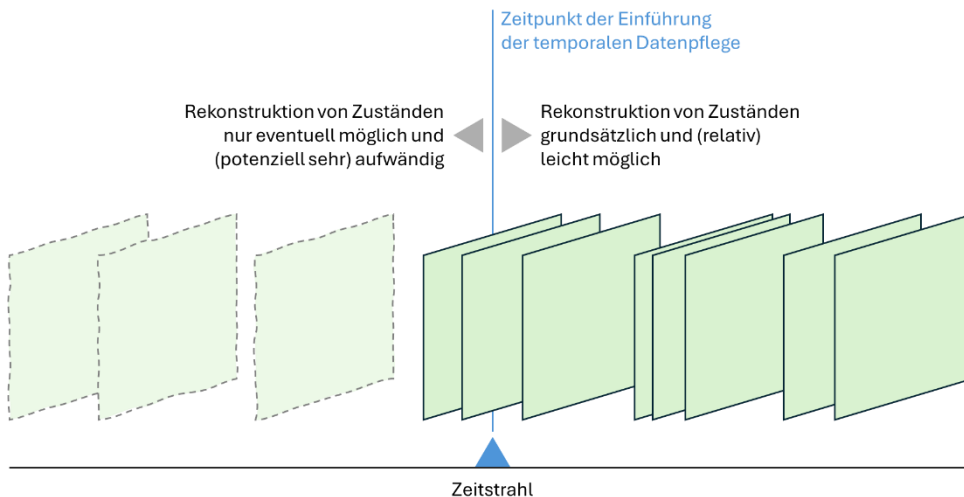 Zeitpunkt der Einführung
der temporalen Datenpflege
Rekonstruktion von Zuständen
nur eventuell möglich und
(potenziell sehr) aufwändig
Rekonstruktion von Zuständen
grundsätzlich und (relativ)
leicht möglich
Zeitstrahl